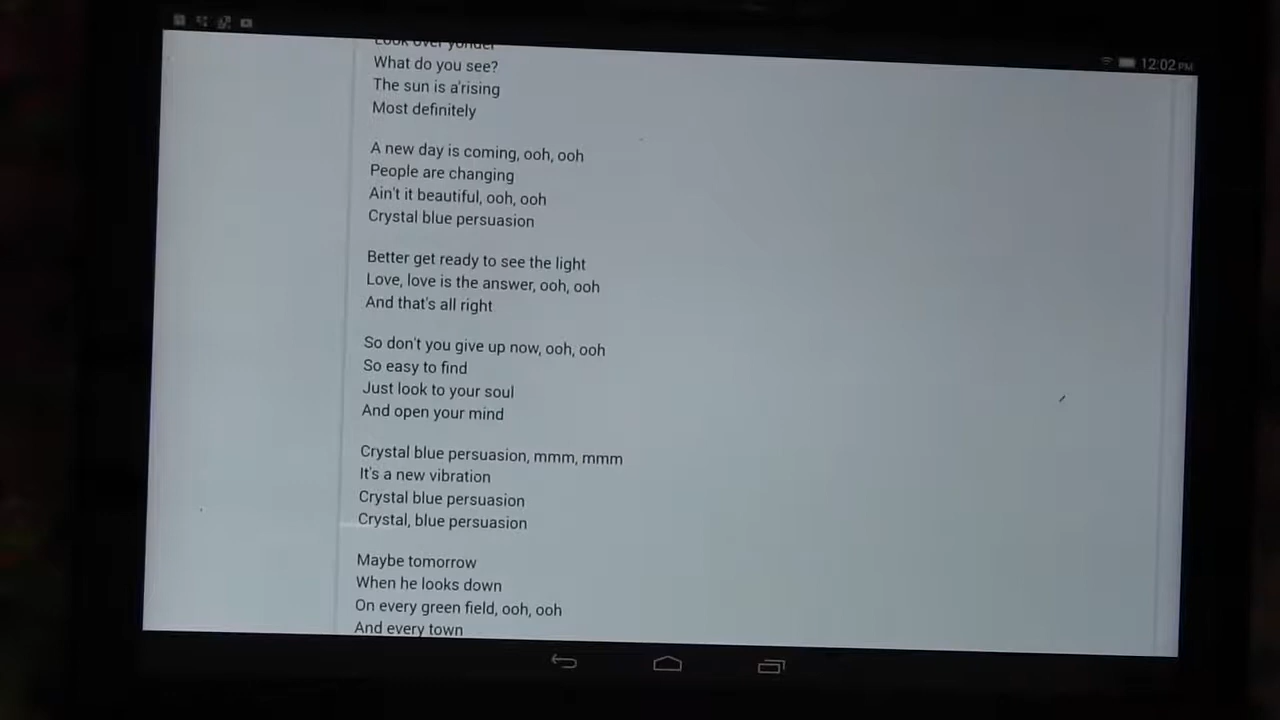 12:02 PM
Look over yonder
What do you see?
The sun is a'rising
Most definitely
A new day is coming, ooh, ooh
People are changing
Ain't it beautiful, ooh, ooh
Crystal blue persuasion
Better get ready to see the light
Love, love is the answer, ooh, ooh
And that's all right
So don't you give up now, ooh, ooh
So easy to find
Just look to your soul
And open your mind
Crystal blue persuasion, mmm, mmm
It's a new vibration
Crystal blue persuasion
Crystal, blue persuasion
Maybe tomorrow
When he looks down
On every green field, ooh, ooh
And every town